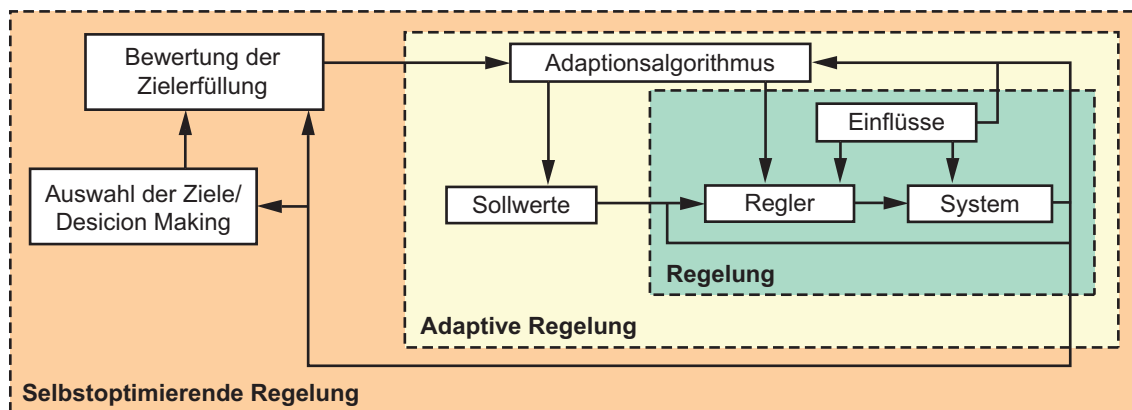 Bewertung der
Zielerfüllung
Adaptionsalgorithmus
Einflüsse
Auswahl der Ziele/
Desicion Making
Sollwerte
Regler
System
Regelung
Adaptive Regelung
Selbstoptimierende Regelung